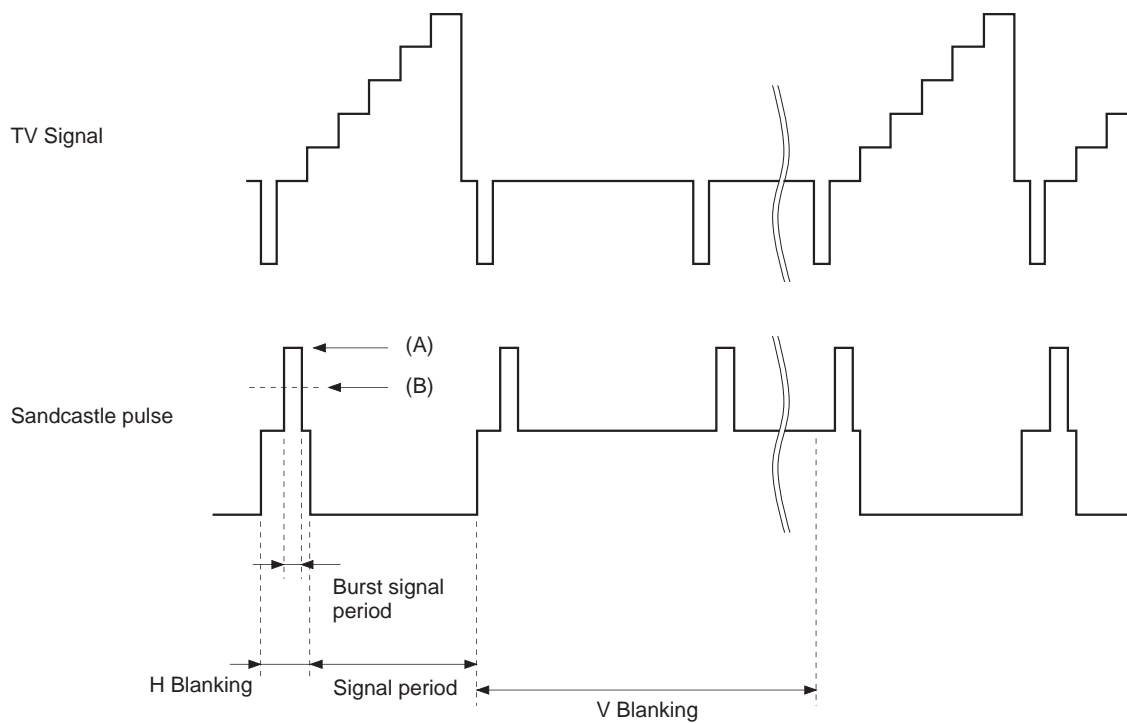 TV Signal
(A)
(B)
Sandcastle pulse
Burst signal
period
H Blanking
Signal period
V Blanking